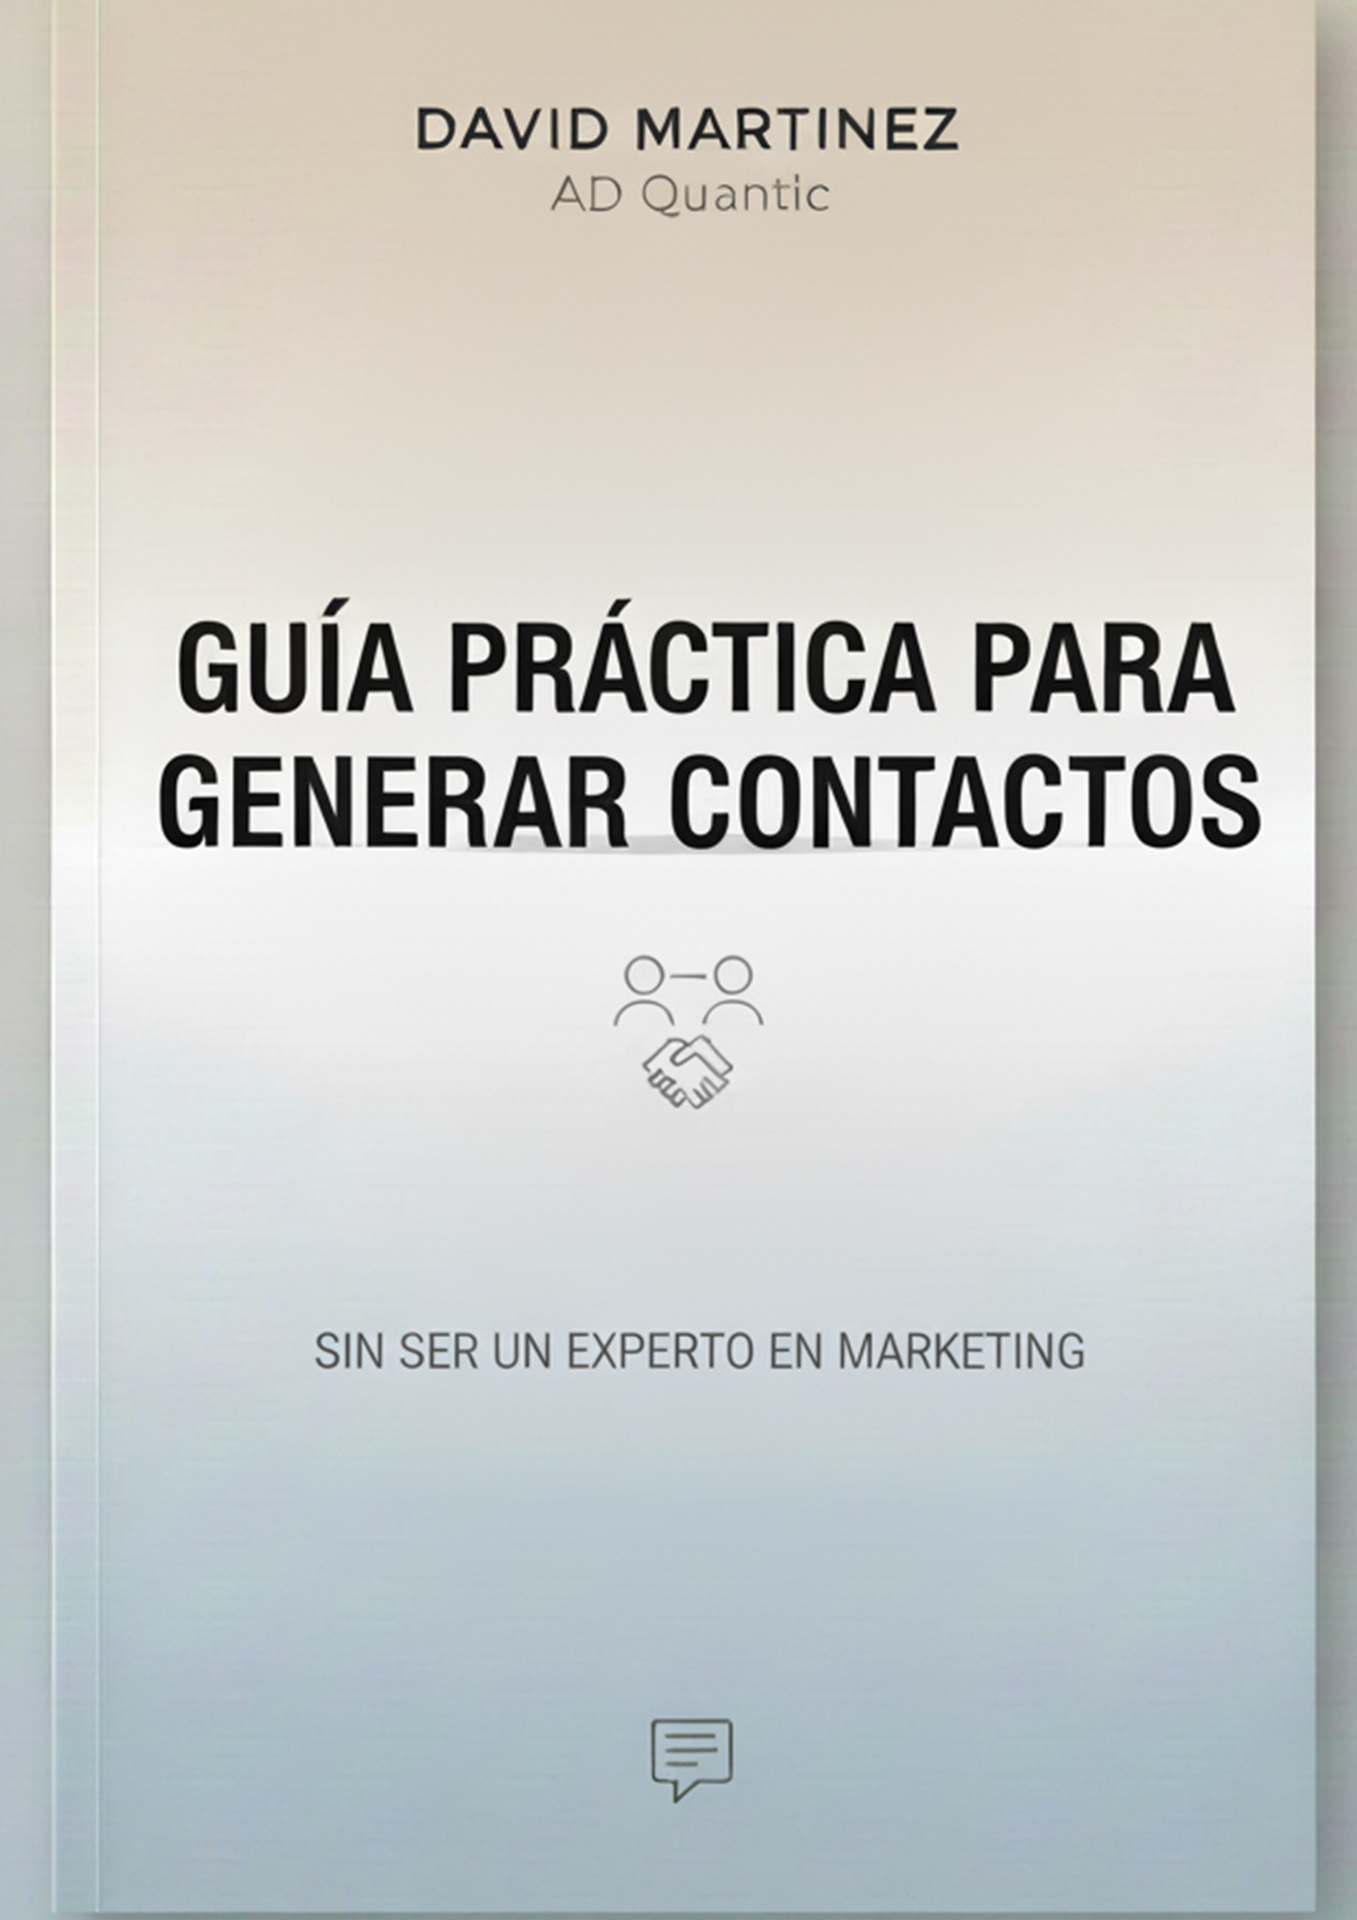 DAVID MARTINEZ
AD Quantic
GUÍA PRÁCTICA PARA
GENERAR CONTACTOS
SIN SER UN EXPERTO EN MARKETING